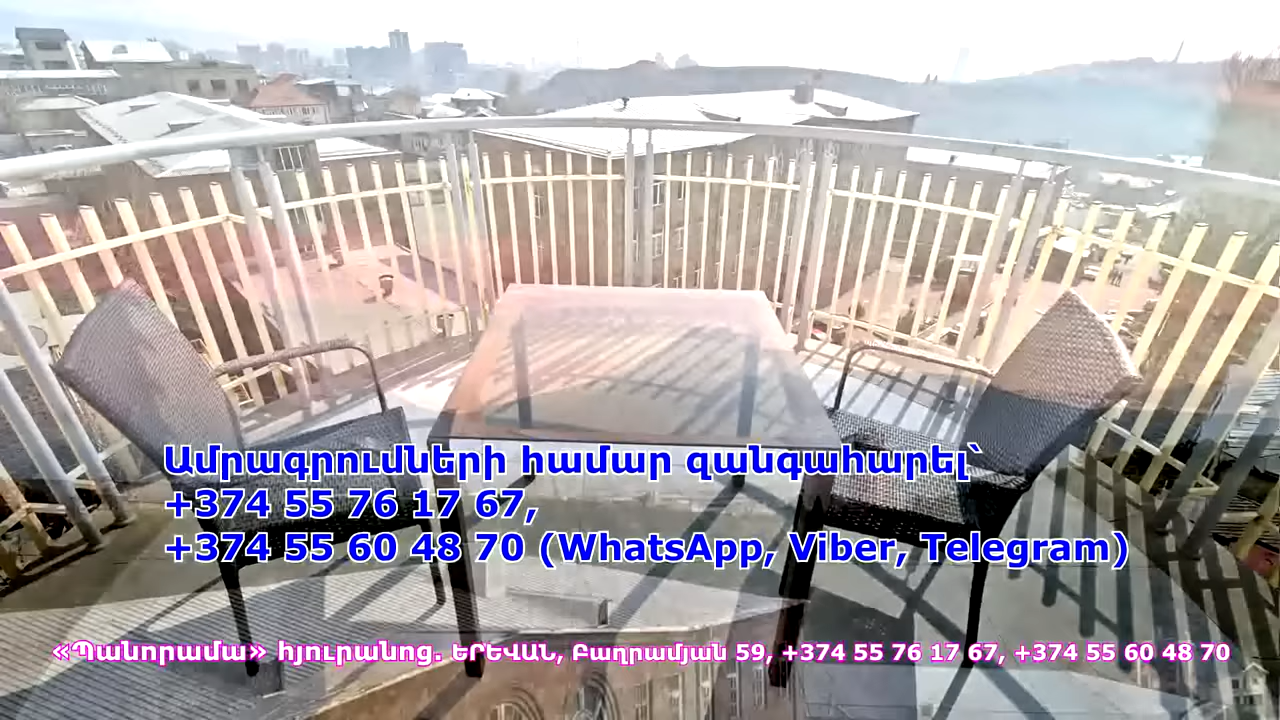 Ամրագրումների համար զանգահարել՝
+374 55 76 17 67,
+374 55 60 48 70 (WhatsApp, Viber, Telegram)
«Պանորամա» հյուրանոց. ԵՐԵՎԱՆ, Բաղրամյան 59, +374 55 76 17 67, +374 55 60 48 70